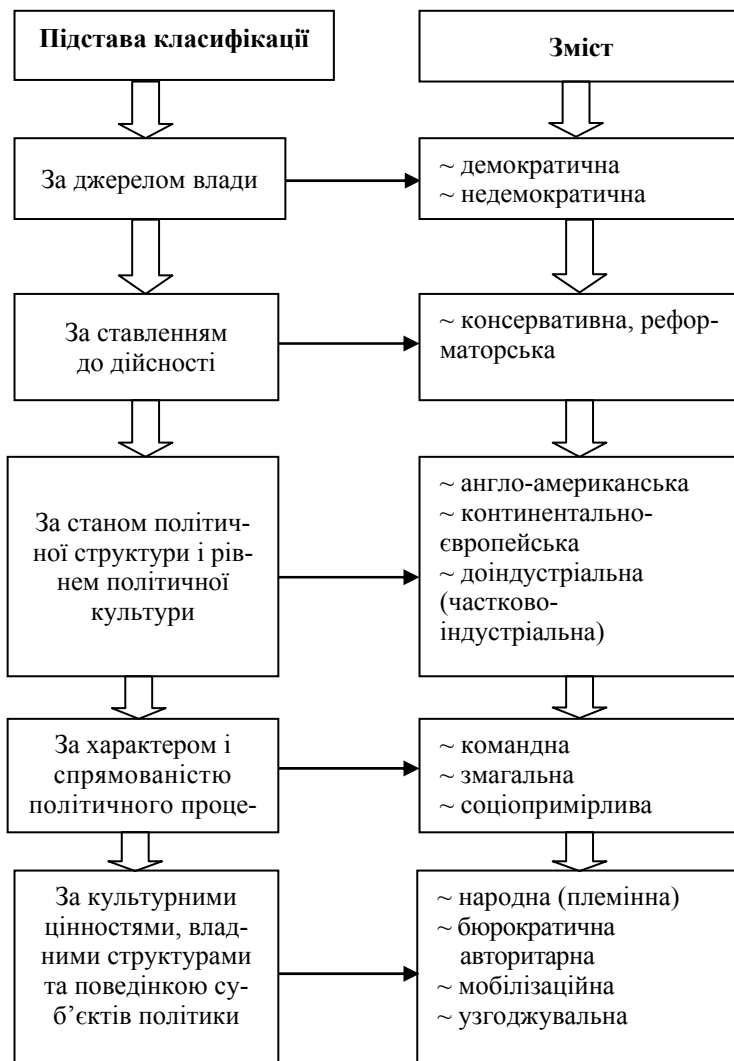 Підстава класифікації
Зміст
За джерелом влади
~ демократична
~ недемократична
За ставленням
до дійсності
~ консервативна, рефор-
маторська
За станом політич-
ної структури і рів-
нем політичної
культури
~ англо-американська
~ континентально-
європейська
~ доіндустріальна
(частково-
індустріальна)
За характером і
спрямованістю
політичного проце-
~ командна
~ змагальна
~ соціопримірлива
За культурними
цінностями, влад-
ними структурами
та поведінкою су-
б’єктів політики
~ народна (племінна)
~ бюрократична
авторитарна
~ мобілізаційна
~ узгоджувальна